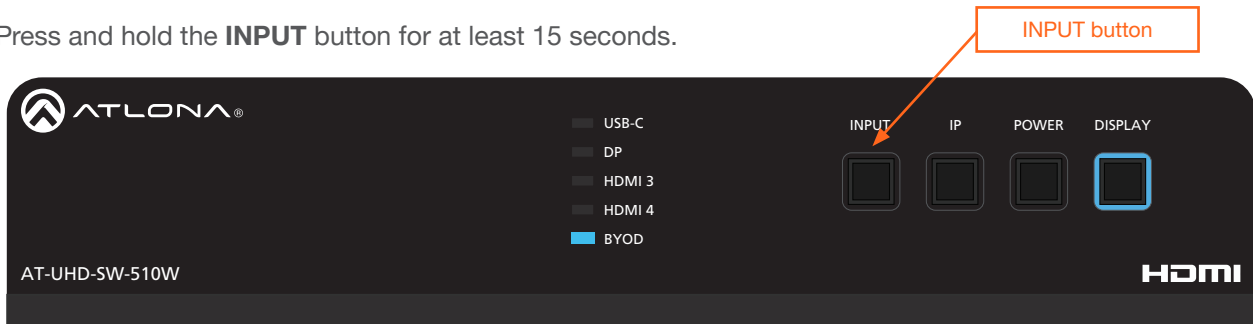 Press and hold the INPUT button for at least 15 seconds.
INPUT button
ATLONA®
USB-C
DP
HDMI 3
HDMI 4
BYOD
INPUT IP POWER DISPLAY
AT-UHD-SW-510W
HDMI